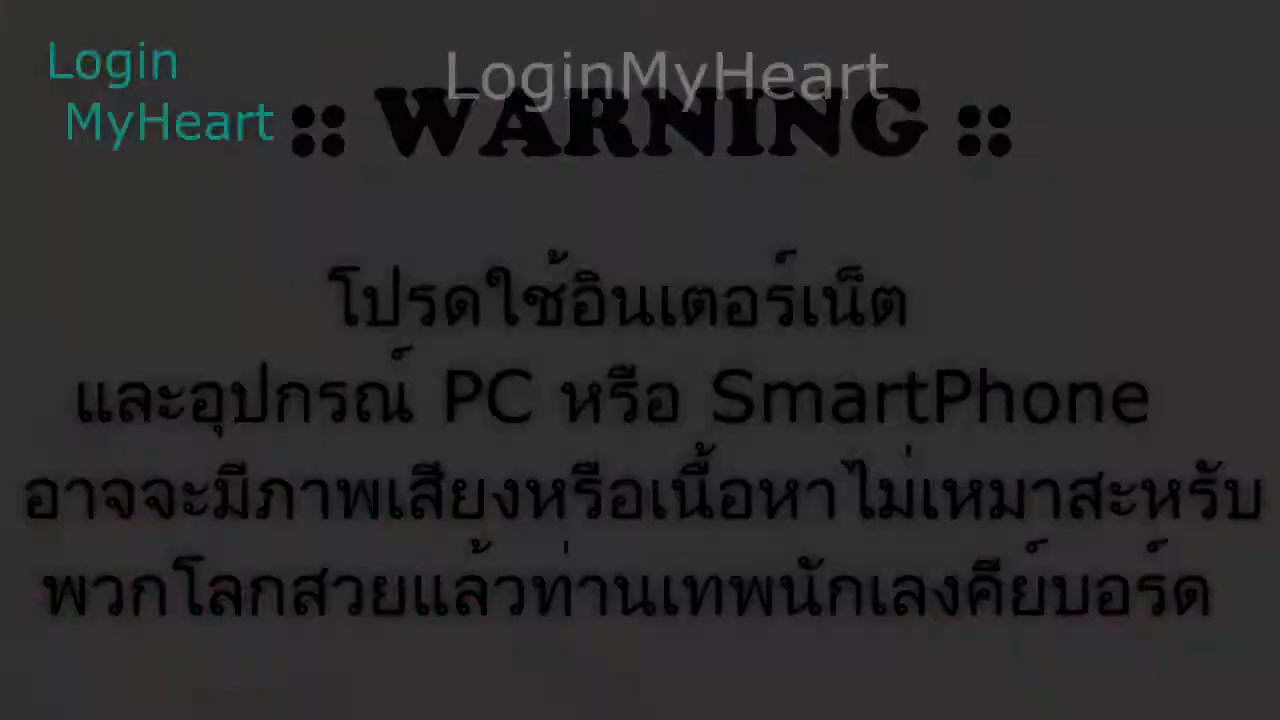 Login
MyHeart
LoginMyHeart
:: WARNING ::
โปรดใช้อินเตอร์เน็ต
และอุปกรณ์ PC หรือ SmartPhone
อาจจะมีภาพเสียงหรือเนื้อหาไม่เหมาสะหรับ
พวกโลกสวยแล้วท่านเทพนักเลงคีย์บอร์ด